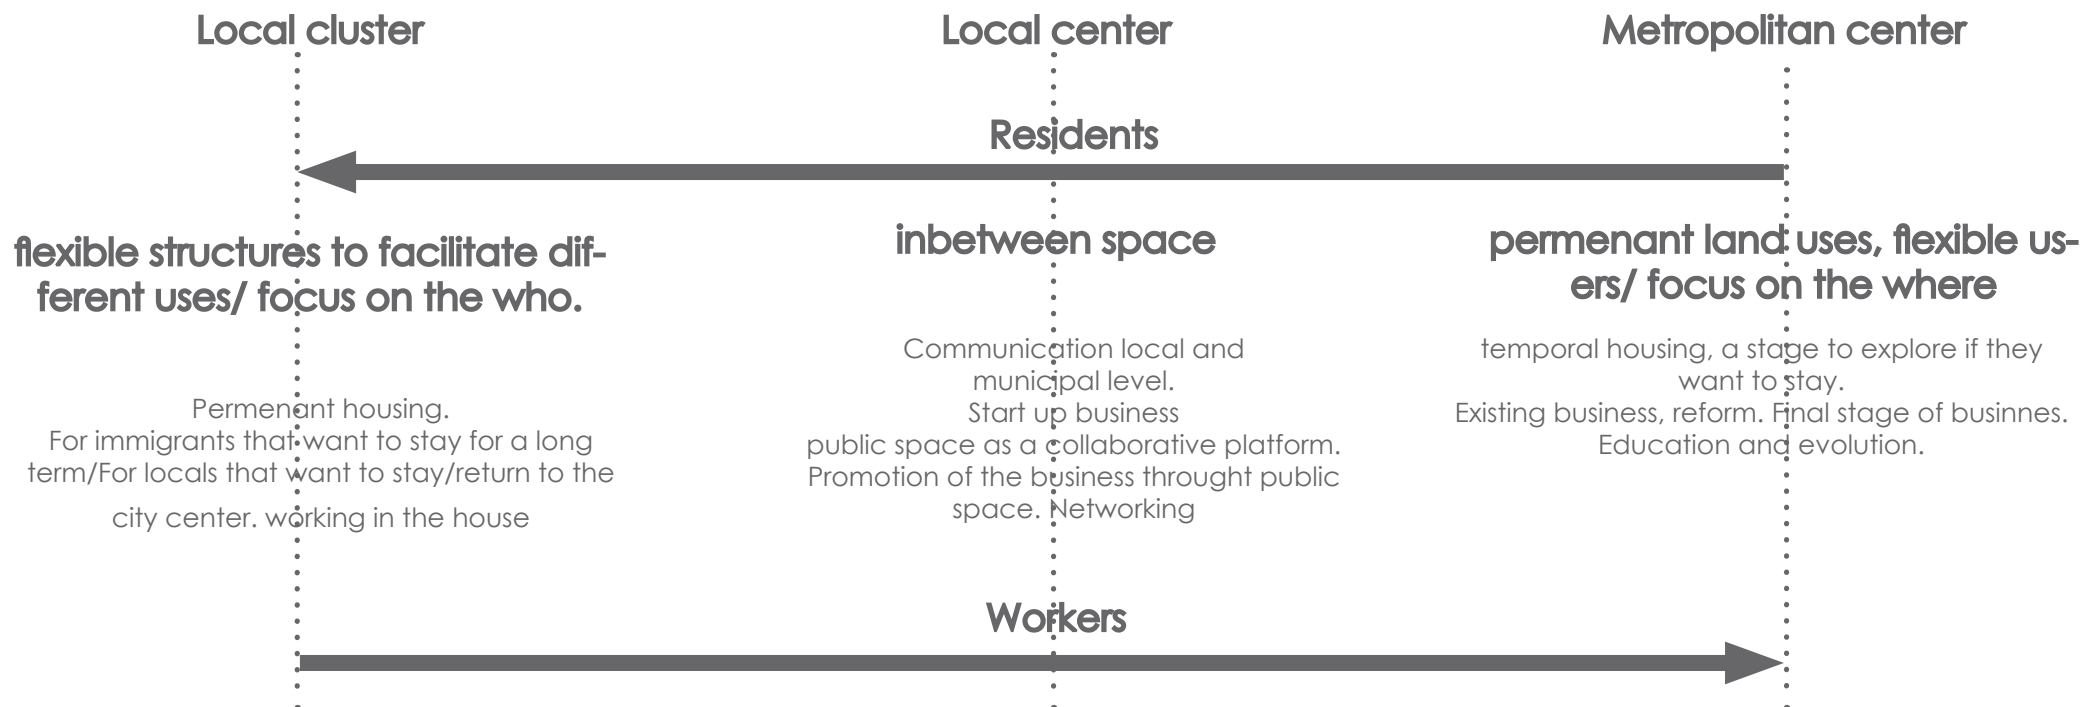 Local cluster
Local center
Metropolitan center
Residents
flexible structures to facilitate dif-
ferent uses/ focus on the who.
inbetween space
permenant land uses, flexible us-
ers/ focus on the where
Permenant housing.
For immigrants that want to stay for a long
term/For locals that want to stay/return to the
city center. working in the house
Communication local and
municipal level.
Start up business
public space as a collaborative platform.
Promotion of the business throught public
space. Networking
temporal housing, a stage to explore if they
want to stay.
Existing business, reform. Final stage of businnes.
Education and evolution.
Workers